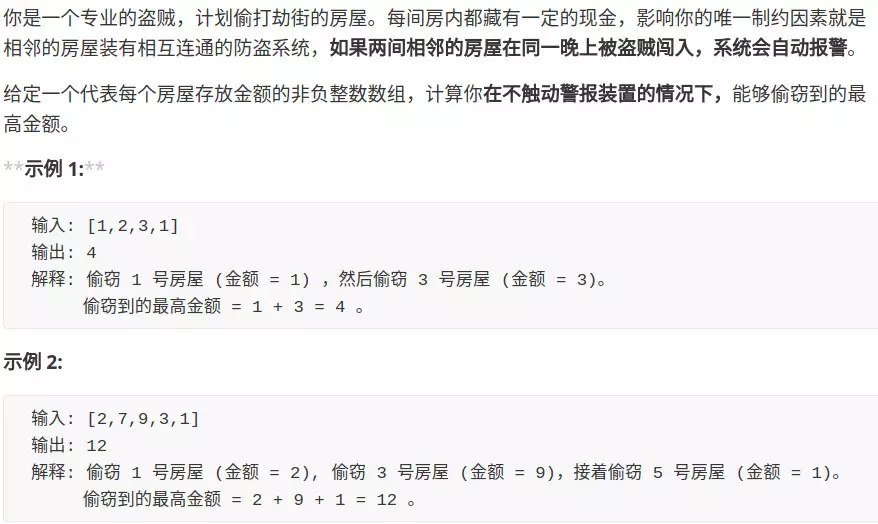 你是一个专业的盗贼，计划偷打劫街的房屋。每间房内都藏有一定的现金，影响你的唯一制约因素就是
相邻的房屋装有相互连通的防盗系统，如果两间相邻的房屋在同一晚上被盗贼闯入，系统会自动报警。
给定一个代表每个房屋存放金额的非负整数数组，计算你在不触动警报装置的情况下，能够偷窃到的最
高金额。
**示例 1:**
输入: [1,2,3,1]
输出: 4
解释: 偷窃 1 号房屋 (金额 = 1) ，然后偷窃 3 号房屋 (金额 = 3)。
偷窃到的最高金额 = 1 + 3 = 4 。
示例 2:
输入: [2,7,9,3,1]
输出: 12
解释: 偷窃 1 号房屋 (金额 = 2), 偷窃 3 号房屋 (金额 = 9)，接着偷窃 5 号房屋 (金额 = 1)。
偷窃到的最高金额 = 2 + 9 + 1 = 12 。